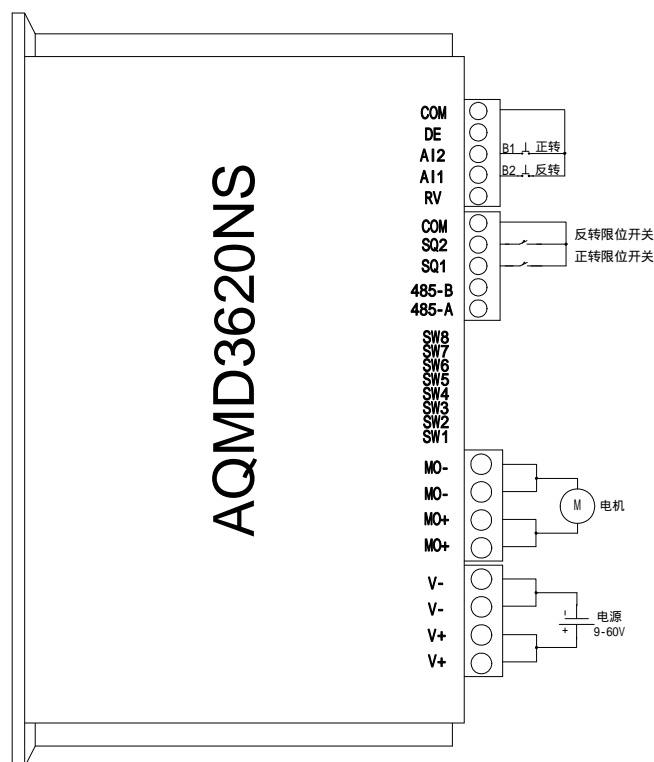 AQMD3620NS
COM
DE
AI2
B1 正转
AI1
B2 反转
RV
COM
反转限位开关
SQ2
正转限位开关
SQ1
485-B
485-A
SW8
SW7
SW6
SW5
SW4
SW3
SW2
SW1
MO-
MO-
M 电机
MO+
MO+
V-
V-
- 电源
+ 9-60V
V+
V+